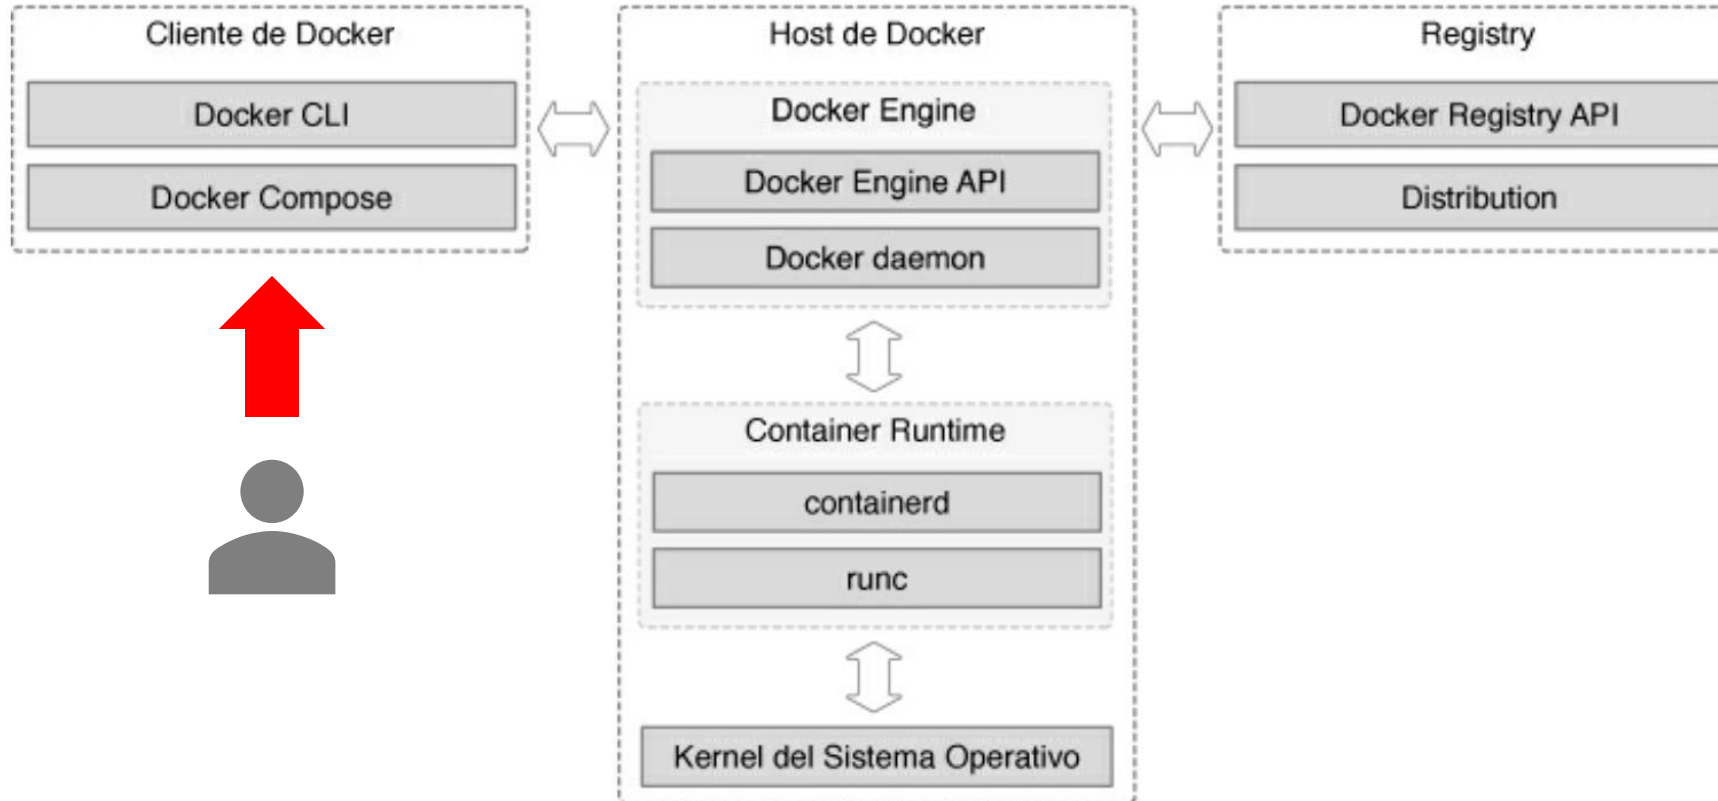 Cliente de Docker
Docker CLI
Docker Compose
Host de Docker
Docker Engine
Docker Engine API
Docker daemon
Container Runtime
containerd
runc
Kernel del Sistema Operativo
Registry
Docker Registry API
Distribution